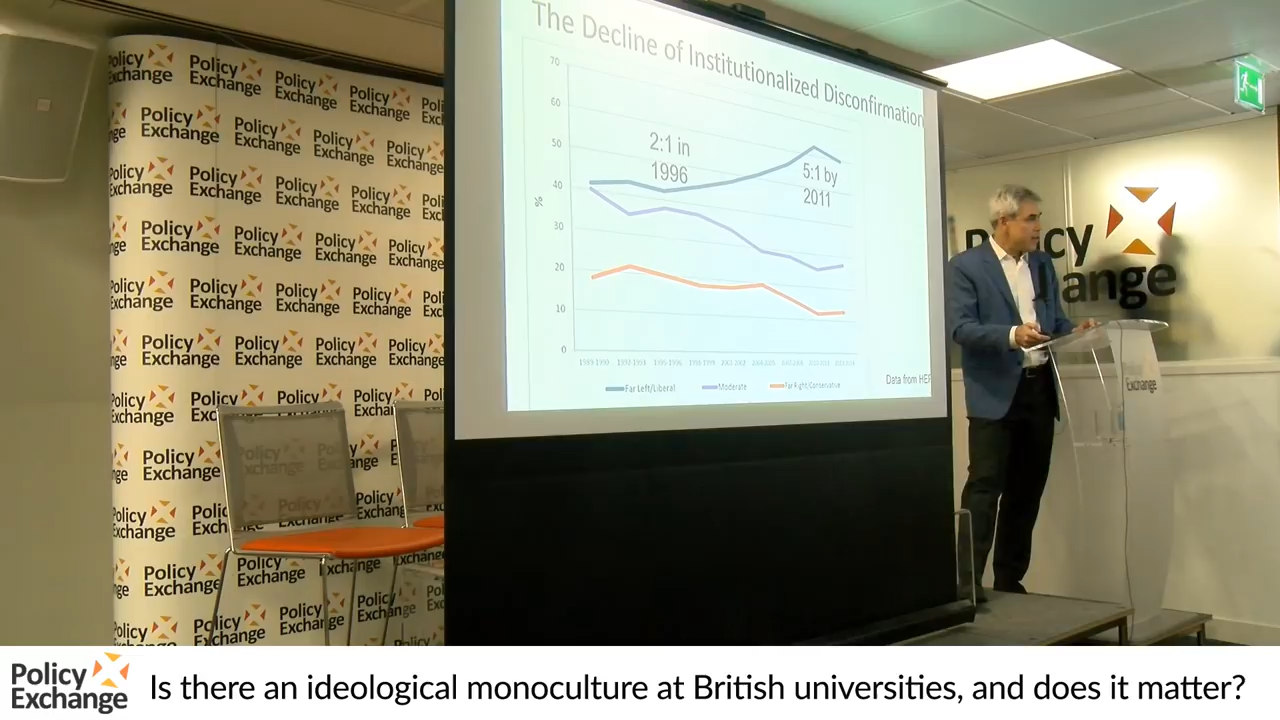 The Decline of Institutionalized Disconfirmation
70
60
50
40
30
20
10
0
%
2:1 in
1996
5:1 by
2011
Far Left/Liberal
Moderate
Far Right/Conservative
Data from
Policy
Exchange
Exchange
Policy
Exchange
Is there an ideological monoculture at British universities, and does it matter?